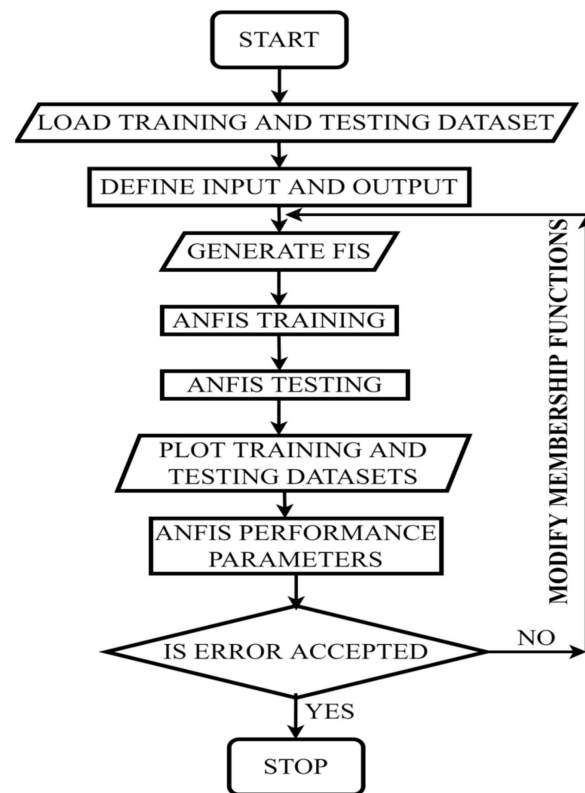 START
LOAD TRAINING AND TESTING DATASET
DEFINE INPUT AND OUTPUT
GENERATE FIS
ANFIS TRAINING
ANFIS TESTING
PLOT TRAINING AND
TESTING DATASETS
ANFIS PERFORMANCE
PARAMETERS
IS ERROR ACCEPTED
NO
MODIFY MEMBERSHIP FUNCTIONS
YES
STOP